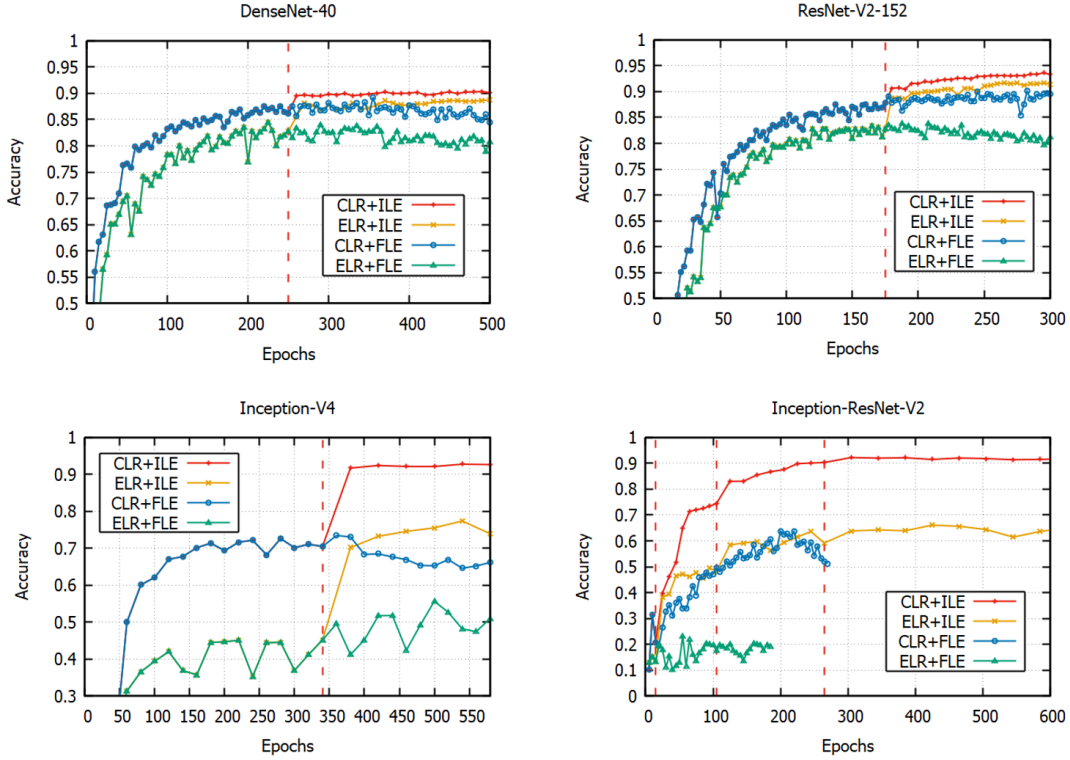 DenseNet-40
Accuracy
1
0.95
0.9
0.85
0.8
0.75
0.7
0.65
0.6
0.55
0.5
CLR+ILE
ELR+ILE
CLR+FLE
ELR+FLE
0 100 200 300 400 500
Epochs
ResNet-V2-152
Accuracy
1
0.95
0.9
0.85
0.8
0.75
0.7
0.65
0.6
0.55
0.5
CLR+ILE
ELR+ILE
CLR+FLE
ELR+FLE
0 50 100 150 200 250 300
Epochs
Inception-V4
Accuracy
1
0.9
0.8
0.7
0.6
0.5
0.4
0.3
CLR+ILE
ELR+ILE
CLR+FLE
ELR+FLE
0 50 100 150 200 250 300 350 400 450 500 550
Epochs
Inception-ResNet-V2
Accuracy
1
0.9
0.8
0.7
0.6
0.5
0.4
0.3
0.2
0.1
0
CLR+ILE
ELR+ILE
CLR+FLE
ELR+FLE
0 100 200 300 400 500 600
Epochs